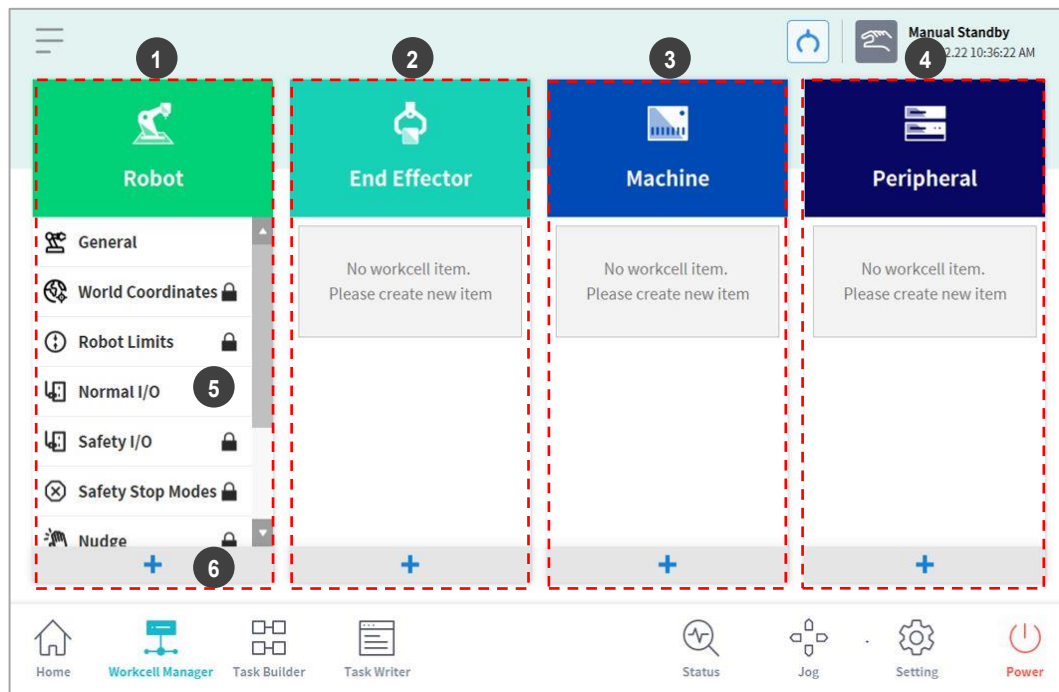 Manual Standby
2.22 10:36:22 AM
1
2
3
4
Robot
End Effector
Machine
Peripheral
General
World Coordinates
Robot Limits
Normal I/O
5
Safety I/O
Safety Stop Modes
Nudge
No workcell item.
Please create new item
No workcell item.
Please create new item
No workcell item.
Please create new item
+
6
+
+
+
Home
Workcell Manager
Task Builder
Task Writer
Status
Jog
Setting
Power